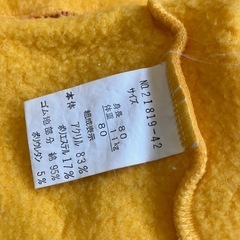 NO.21819-42
サイズ
身長 80
体重 11kg
80
組成表示
本体
アクリル 83%
ポリエステル 17%
ゴム庖部分 綿 95%
ポリウレタン 5%